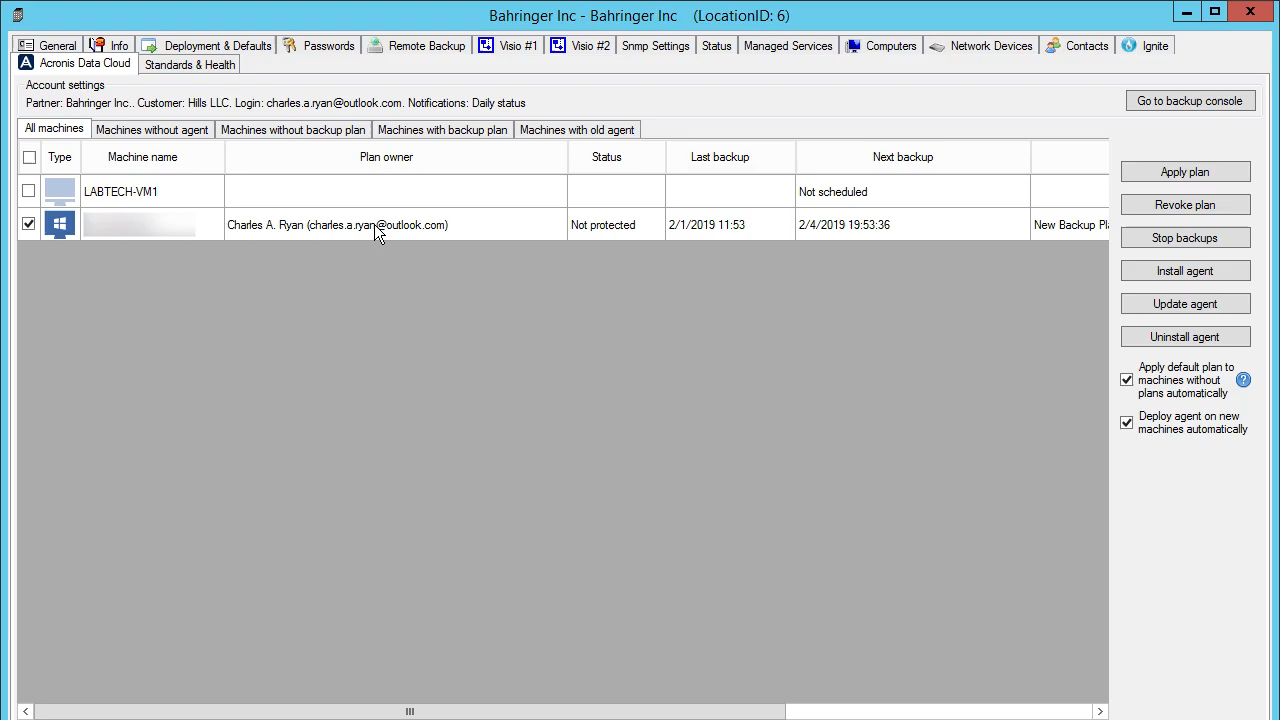 Bahringer Inc - Bahringer Inc (LocationID: 6)
General Info Deployment & Defaults Passwords Remote Backup Visio #1 Visio #2 Snmp Settings Status Managed Services Computers Network Devices Contacts Ignite
Acronis Data Cloud Standards & Health
Account settings
Partner: Bahringer Inc.. Customer: Hills LLC. Login: charles.a.ryan@outlook.com. Notifications: Daily status
Go to backup console
All machines Machines without agent Machines without backup plan Machines with backup plan Machines with old agent
Type Machine name Plan owner Status Last backup Next backup
LABTECH-VM1 Not scheduled
Charles A. Ryan (charles.a.ryan@outlook.com) Not protected 2/1/2019 11:53 2/4/2019 19:53:36 New Backup Pla
Apply plan
Revoke plan
Stop backups
Install agent
Update agent
Uninstall agent
Apply default plan to
machines without
plans automatically
?
Deploy agent on new
machines automatically